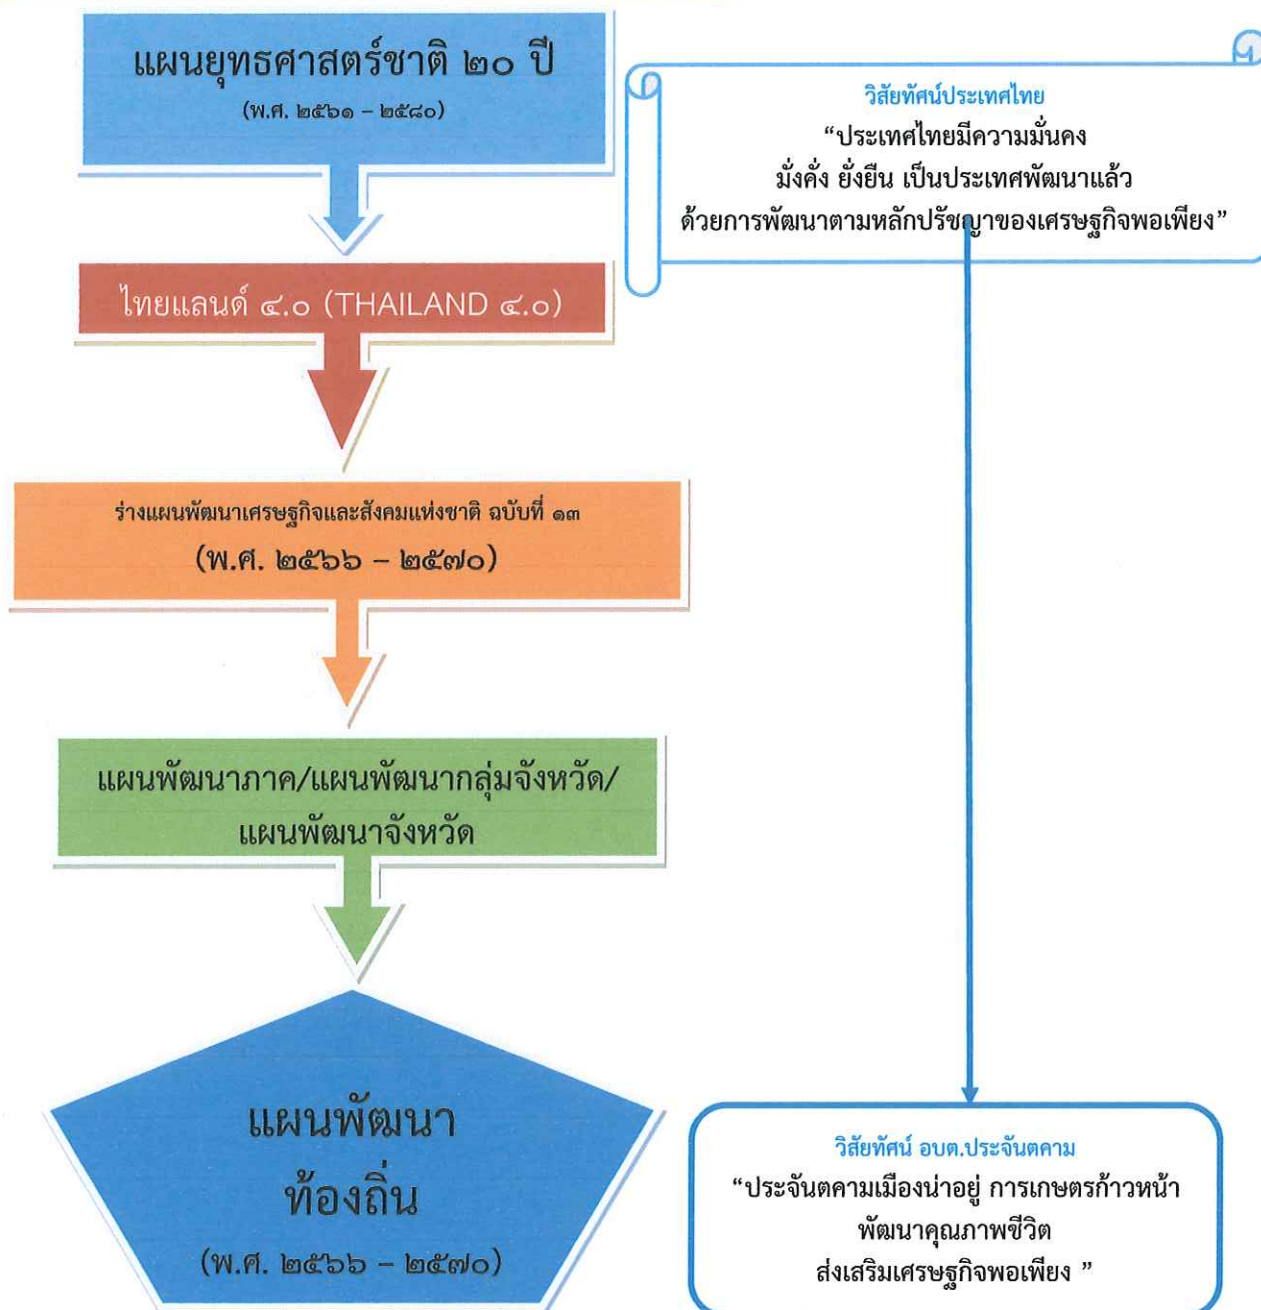 แผนยุทธศาสตร์ชาติ ๒๐ ปี
(พ.ศ. ๒๕๖๑ – ๒๕๘๐)
วิสัยทัศน์ประเทศไทย
“ประเทศไทยมีความมั่นคง
มั่งคั่ง ยั่งยืน เป็นประเทศพัฒนาแล้ว
ด้วยการพัฒนาตามหลักปรัชญาของเศรษฐกิจพอเพียง”
ไทยแลนด์ ๔.๐ (THAILAND ๔.๐)
ร่างแผนพัฒนาเศรษฐกิจและสังคมแห่งชาติ ฉบับที่ ๑๓
(พ.ศ. ๒๕๖๖ – ๒๕๗๐)
แผนพัฒนาภาค/แผนพัฒนากลุ่มจังหวัด/
แผนพัฒนาจังหวัด
แผนพัฒนา
ท้องถิ่น
(พ.ศ. ๒๕๖๖ – ๒๕๗๐)
วิสัยทัศน์ อบต.ประจันตคาม
“ประจันตคามเมืองน่าอยู่ การเกษตรก้าวหน้า
พัฒนาคุณภาพชีวิต
ส่งเสริมเศรษฐกิจพอเพียง ”